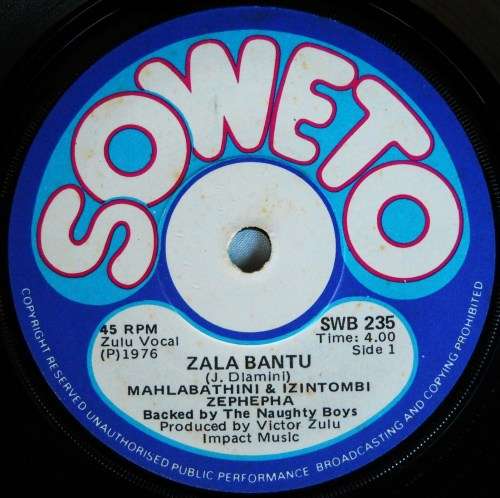 SOWETO
45 RPM
Zulu Vocal
(P)1976
SWB 235
Time: 4.00
Side 1
ZALA BANTU
(J. Dlamini)
MAHLABATHINI & IZINTOMBI
ZEPHEPHA
Backed by The Naughty Boys
Produced by Victor Zulu
Impact Music
COPYRIGHT RESERVED UNAUTHORISED PUBLIC PERFORMANCE BROADCASTING AND COPYING PROHIBITED